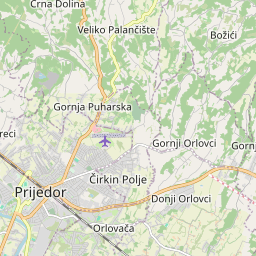 Crna Dolina
Veliko Palančište
Božići
Gornja Puharska
reci
Gornji Orlovci
Gornj
Čirkin Polje
Prijedor
Donji Orlovci
Orlovača